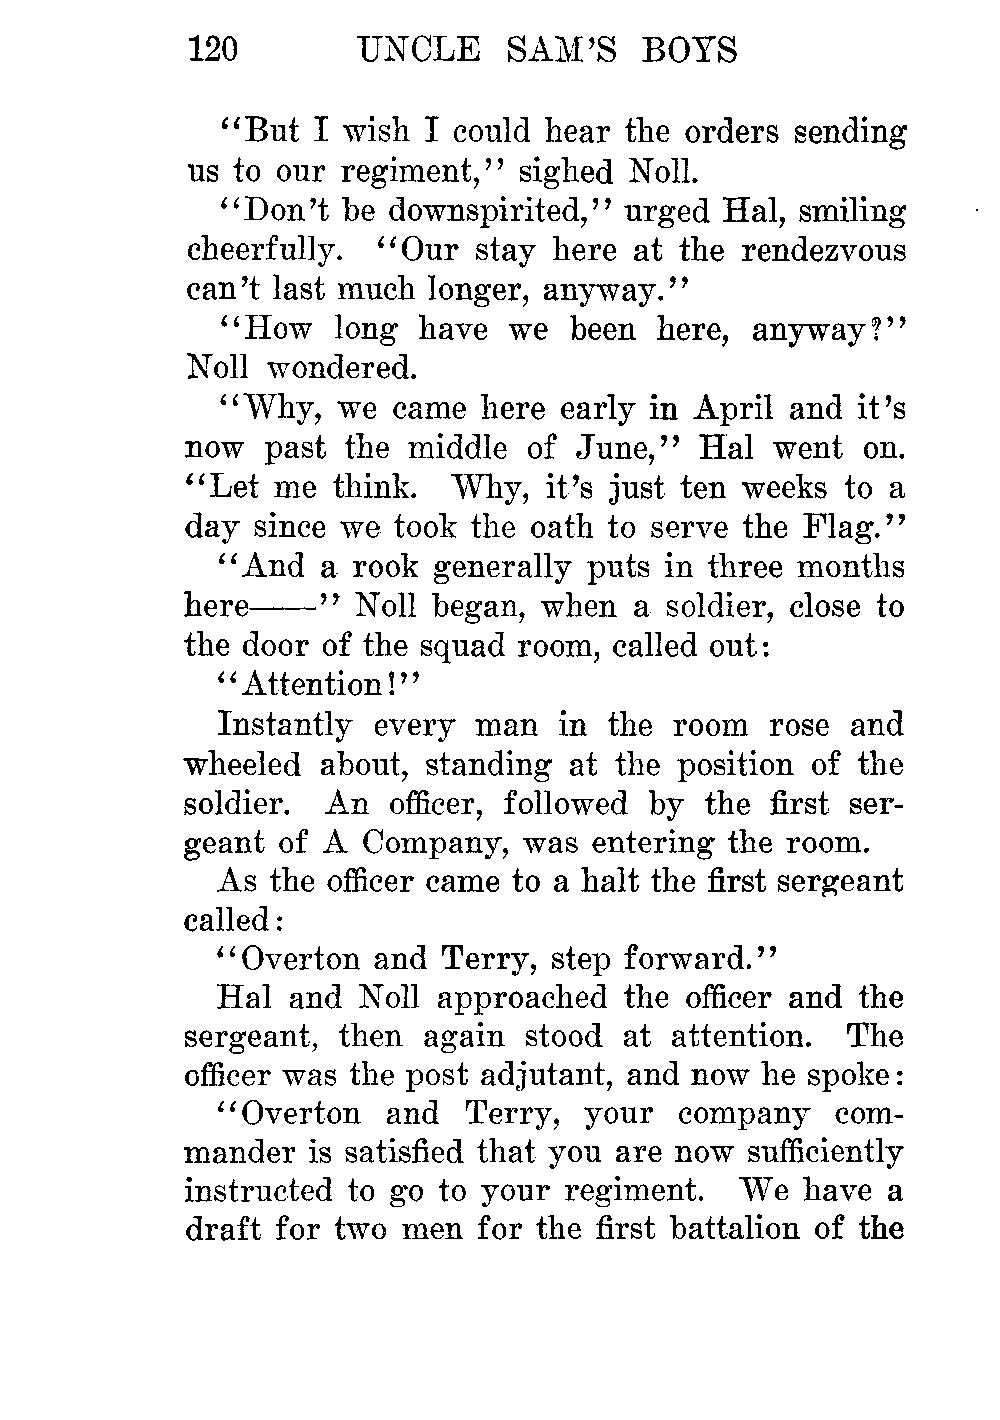 120 UNCLE SAM'S BOYS
"But I wish I could hear the orders sending
us to our regiment," sighed Noll.
"Don't be downspirited," urged Hal, smiling
cheerfully. "Our stay here at the rendezvous
can't last much longer, anyway."
"How long have we been here, anyway?"
Noll wondered.
"Why, we came here early in April and it's
now past the middle of June," Hal went on.
"Let me think. Why, it's just ten weeks to a
day since we took the oath to serve the Flag."
"And a rook generally puts in three months
here——" Noll began, when a soldier, close to
the door of the squad room, called out:
"Attention!"
Instantly every man in the room rose and
wheeled about, standing at the position of the
soldier. An officer, followed by the first ser-
geant of A Company, was entering the room.
As the officer came to a halt the first sergeant
called:
"Overton and Terry, step forward."
Hal and Noll approached the officer and the
sergeant, then again stood at attention. The
officer was the post adjutant, and now he spoke:
"Overton and Terry, your company com-
mander is satisfied that you are now sufficiently
instructed to go to your regiment. We have a
draft for two men for the first battalion of the